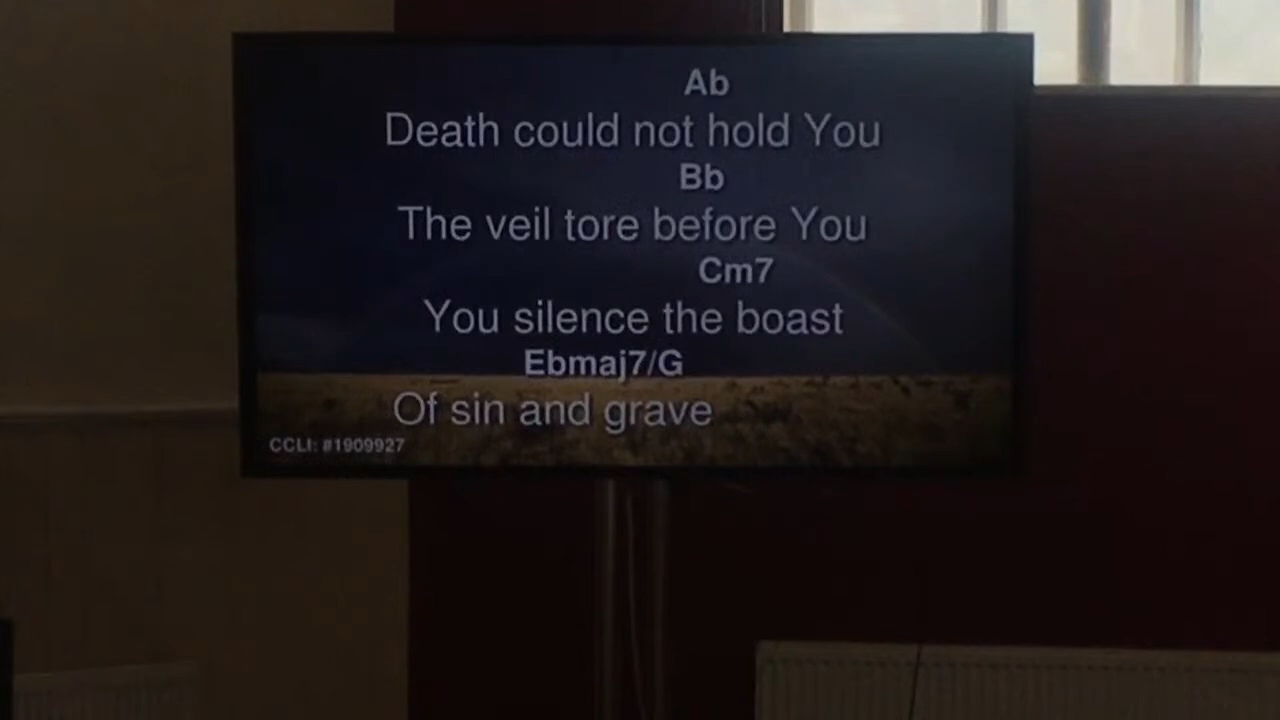 Ab
Death could not hold You
Bb
The veil tore before You
Cm7
You silence the boast
Ebmaj7/G
Of sin and grave
CCLI: #1909927